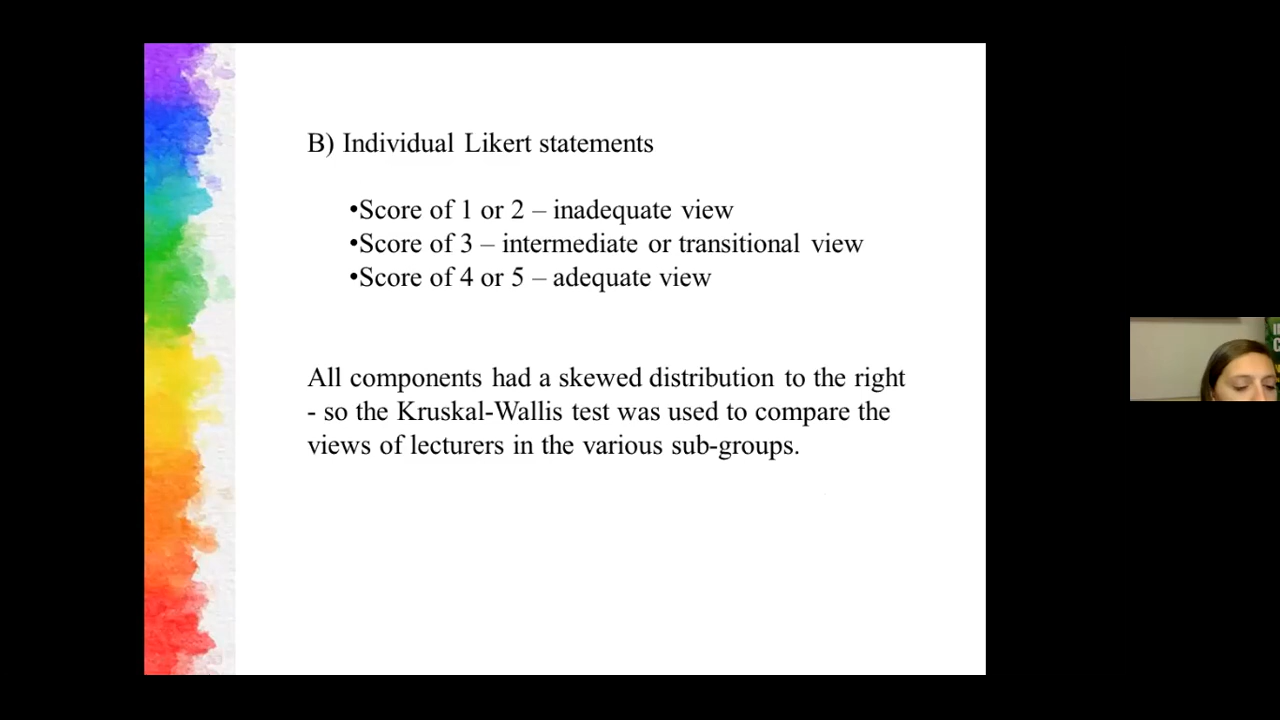 B) Individual Likert statements
•Score of 1 or 2 – inadequate view
•Score of 3 – intermediate or transitional view
•Score of 4 or 5 – adequate view
All components had a skewed distribution to the right
- so the Kruskal-Wallis test was used to compare the
views of lecturers in the various sub-groups.